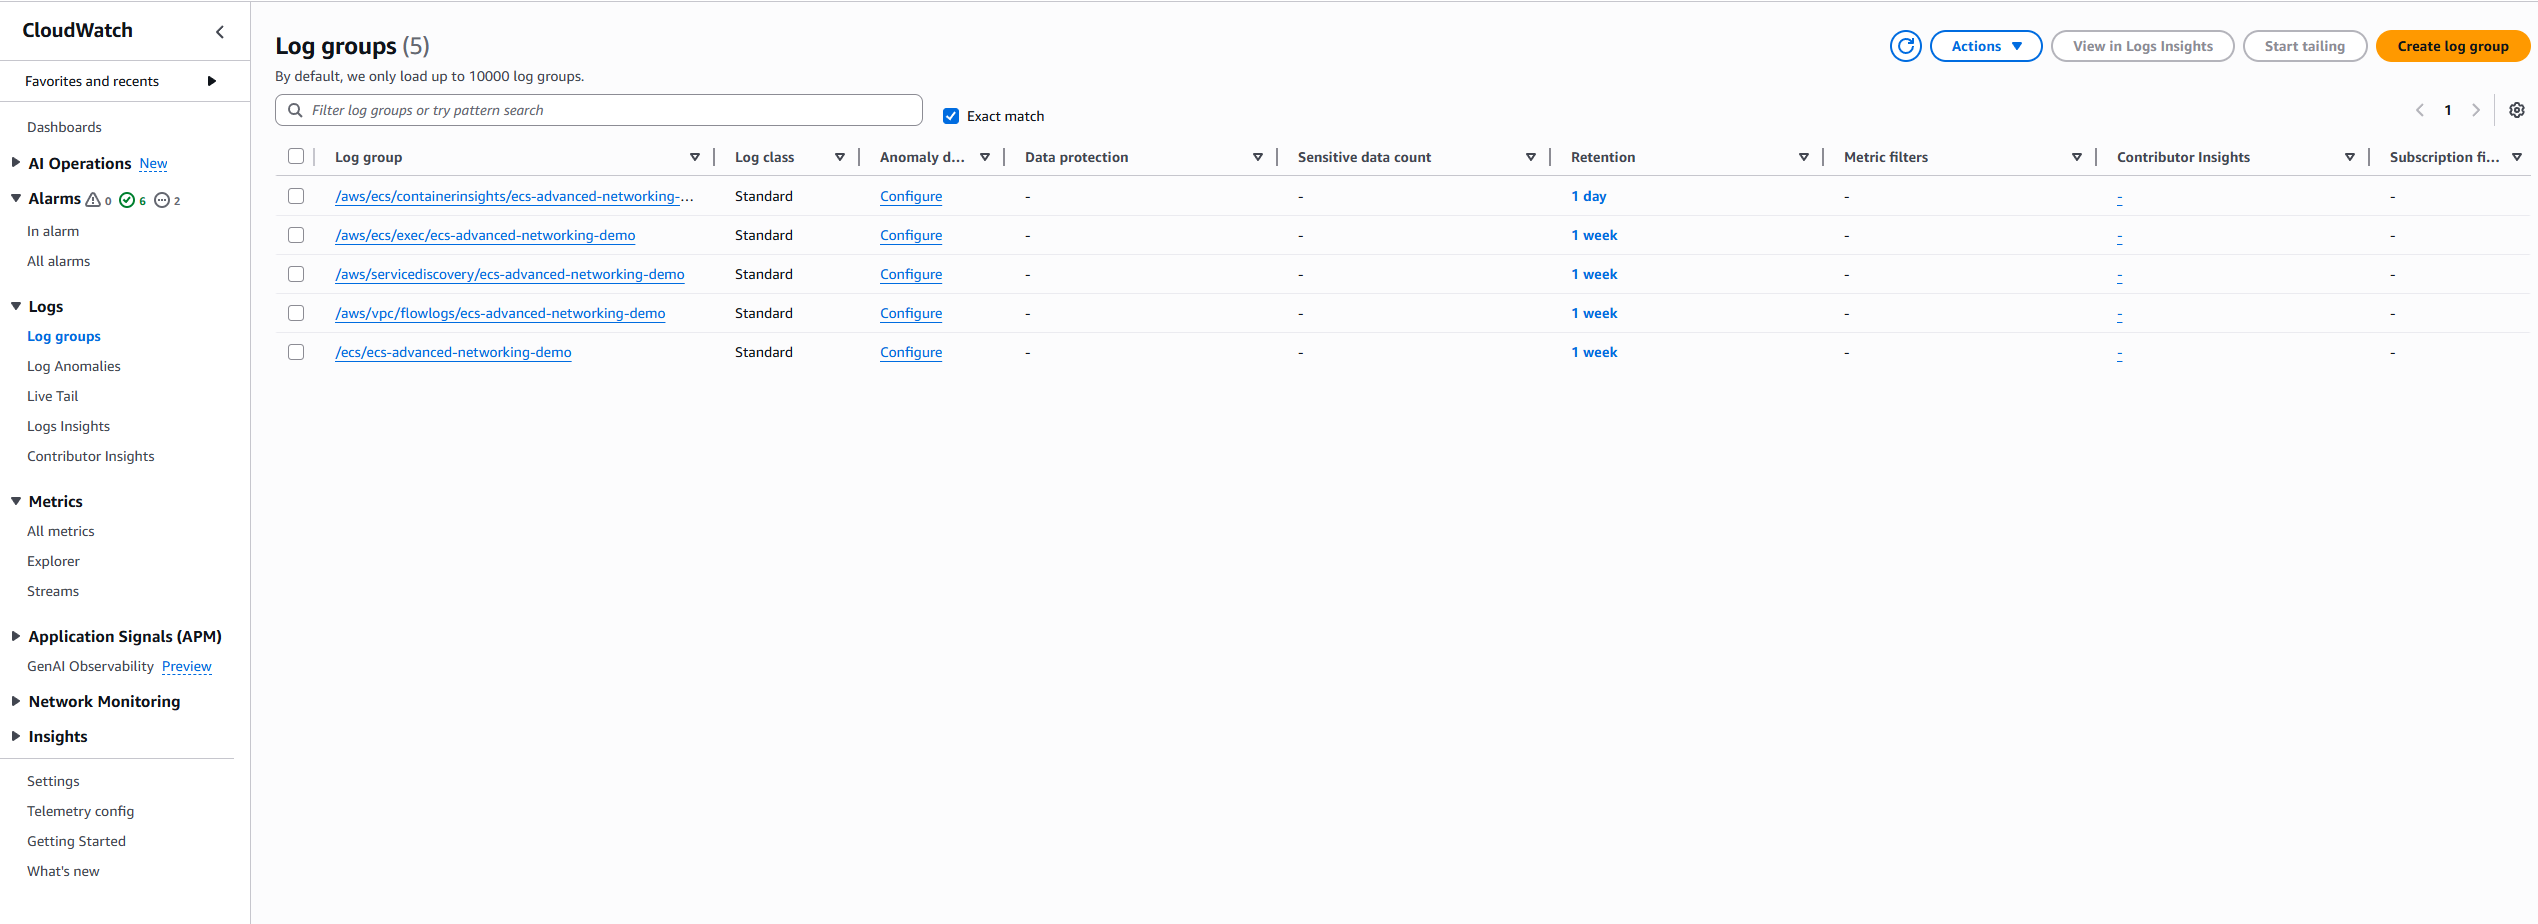 CloudWatch
Favorites and recents
Dashboards
AI Operations New
Alarms 0 6 2
In alarm
All alarms
Logs
Log groups
Log Anomalies
Live Tail
Logs Insights
Contributor Insights
Metrics
All metrics
Explorer
Streams
Application Signals (APM)
GenAI Observability Preview
Network Monitoring
Insights
Settings
Telemetry config
Getting Started
What's new
Log groups (5)
Actions View in Logs Insights Start tailing Create log group
By default, we only load up to 10000 log groups.
Filter log groups or try pattern search Exact match 1
Log group Log class Anomaly d... Data protection Sensitive data count Retention Metric filters Contributor Insights Subscription fi...
/aws/ecs/containerinsights/ecs-advanced-networking-... Standard Configure - - 1 day - - -
/aws/ecs/exec/ecs-advanced-networking-demo Standard Configure - - 1 week - - -
/aws/servicediscovery/ecs-advanced-networking-demo Standard Configure - - 1 week - - -
/aws/vpc/flowlogs/ecs-advanced-networking-demo Standard Configure - - 1 week - - -
/ecs/ecs-advanced-networking-demo Standard Configure - - 1 week - - -